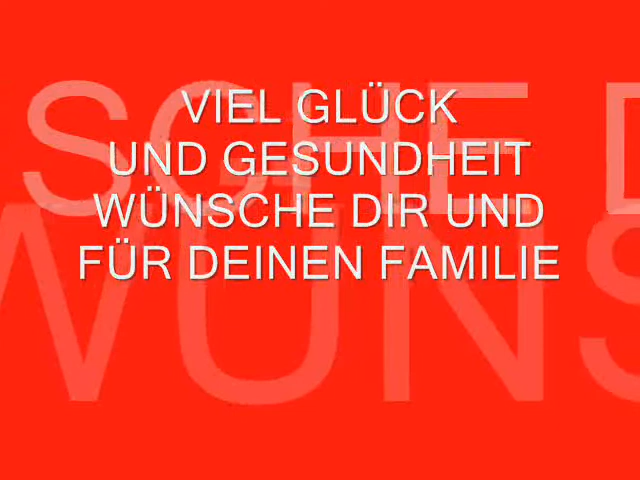 VIEL GLÜCK
UND GESUNDHEIT
WÜNSCHE DIR UND
FÜR DEINEN FAMILIE